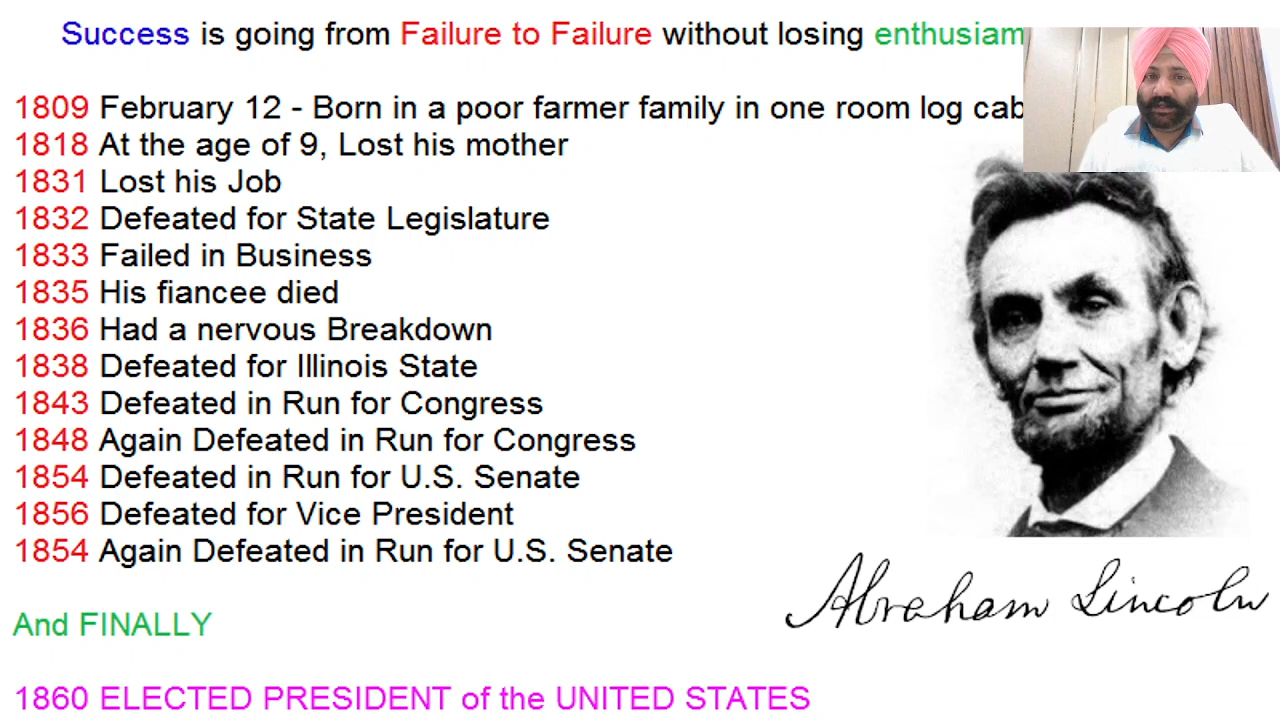 Success is going from Failure to Failure without losing enthusiam
1809 February 12 - Born in a poor farmer family in one room log
1818 At the age of 9, Lost his mother
1831 Lost his Job
1832 Defeated for State Legislature
1833 Failed in Business
1835 His fiancee died
1836 Had a nervous Breakdown
1838 Defeated for Illinois State
1843 Defeated in Run for Congress
1848 Again Defeated in Run for Congress
1854 Defeated in Run for U.S. Senate
1856 Defeated for Vice President
1854 Again Defeated in Run for U.S. Senate
Abraham Lincoln
And FINALLY
1860 ELECTED PRESIDENT of the UNITED STATES